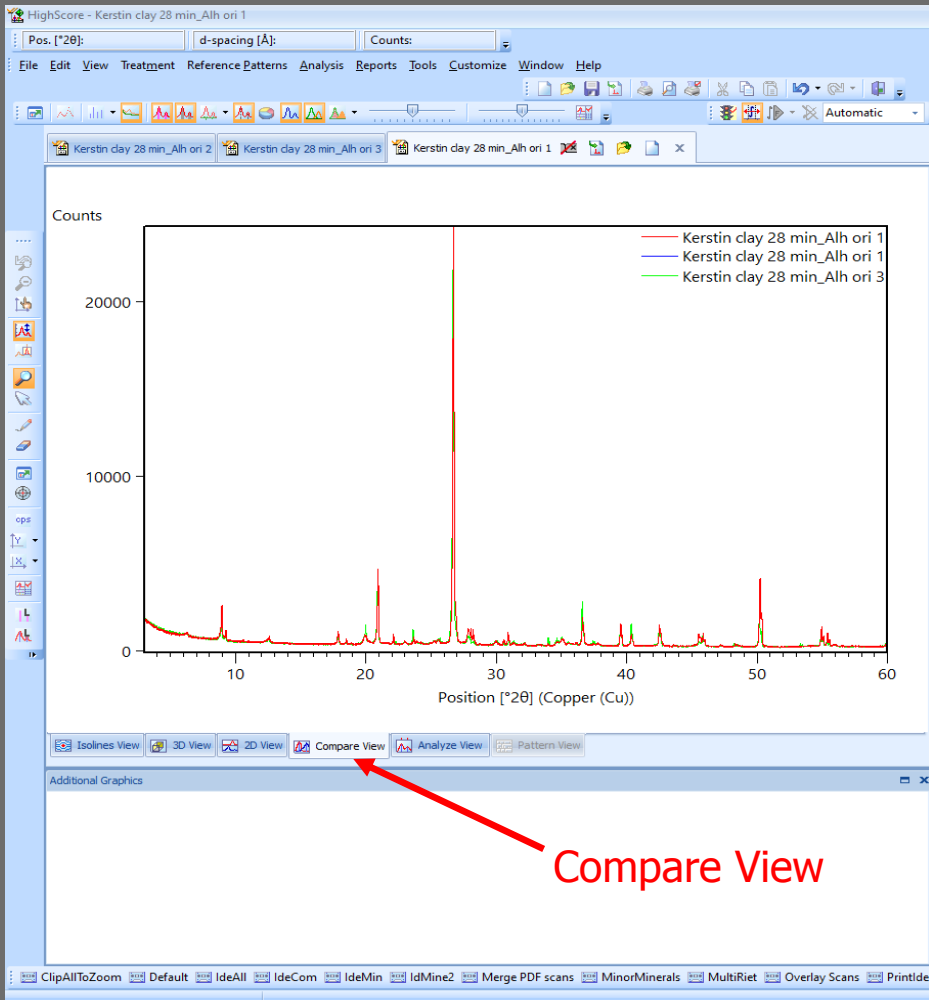 HighScore - Kerstin clay 28 min_Alh ori 1
Pos. [°2θ]: d-spacing [Å]: Counts:
File Edit View Treatment Reference Patterns Analysis Reports Tools Customize Window Help
Automatic
Kerstin clay 28 min_Alh ori 2 Kerstin clay 28 min_Alh ori 3 Kerstin clay 28 min_Alh ori 1
Counts
Kerstin clay 28 min_Alh ori 1
Kerstin clay 28 min_Alh ori 1
Kerstin clay 28 min_Alh ori 3
20000
10000
0
cps
Y
X
L
L
10 20 30 40 50 60
Position [°2θ] (Copper (Cu))
Isolines View 3D View 2D View Compare View Analyze View Pattern View
Additional Graphics
Compare View
ClipAllToZoom Default IdeAll IdeCom IdeMin IdMine2 Merge PDF scans MinorMinerals MultiRiet Overlay Scans PrintIde